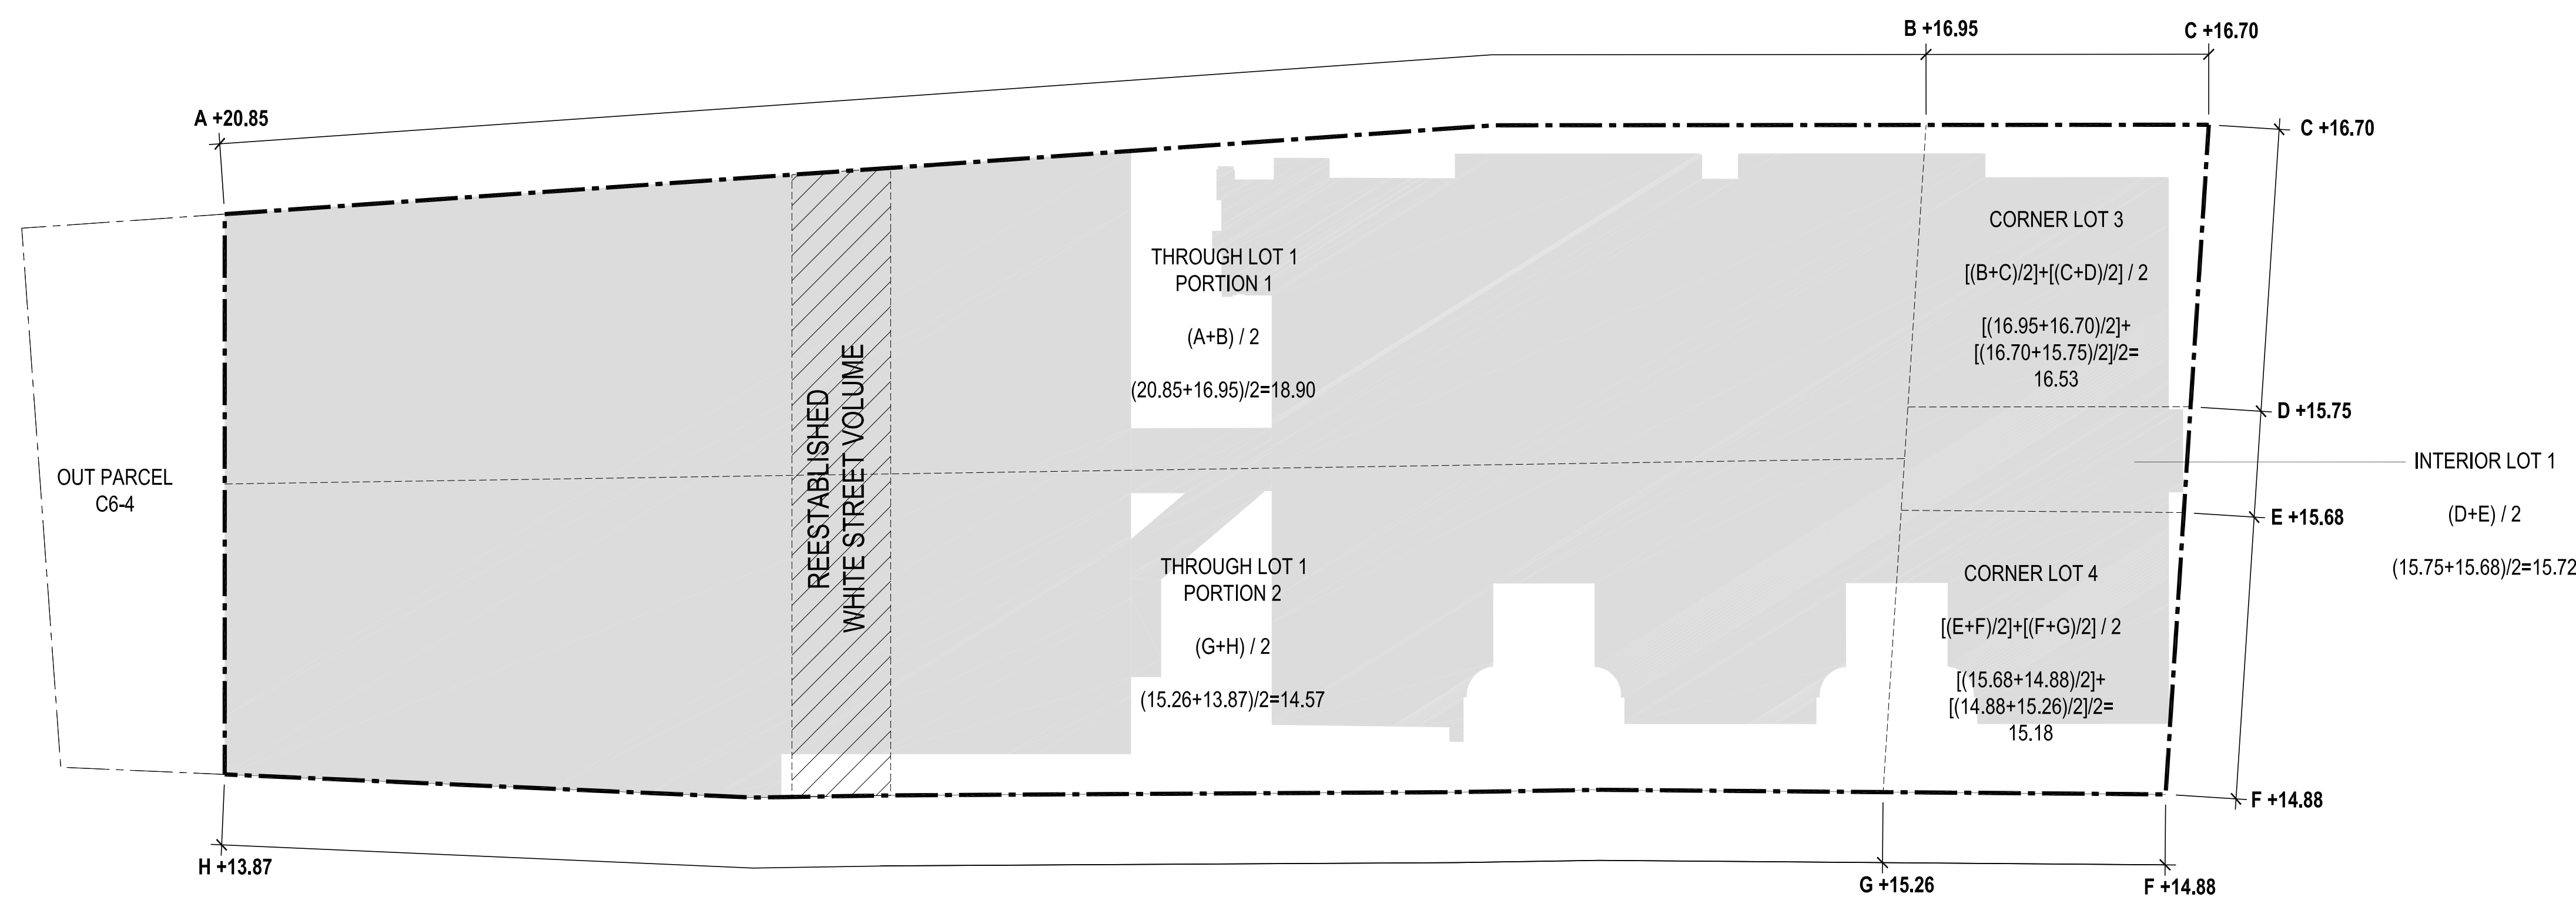 B +16.95
C +16.70
A +20.85
C +16.70
OUT PARCEL
C6-4
REESTABLISHED
WHITE STREET VOLUME
THROUGH LOT 1
PORTION 1
(A+B) / 2
(20.85+16.95)/2=18.90
CORNER LOT 3
[(B+C)/2]+[(C+D)/2] / 2
[(16.95+16.70)/2]+
[(16.70+15.75)/2]/2=
16.53
D +15.75
INTERIOR LOT 1
(D+E) / 2
(15.75+15.68)/2=15.72
E +15.68
THROUGH LOT 1
PORTION 2
(G+H) / 2
(15.26+13.87)/2=14.57
CORNER LOT 4
[(E+F)/2]+[(F+G)/2] / 2
[(15.68+14.88)/2]+
[(14.88+15.26)/2]/2=
15.18
F +14.88
H +13.87
G +15.26
F +14.88